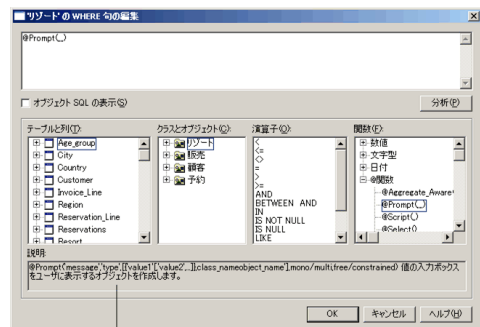 'リゾート' の WHERE 句の編集
@Prompt(,,,)
オブジェクト SQL の表示(S)
分析(P)
テーブルと列(T):
Age_group
City
Country
Customer
Invoice_Line
Region
Reservation_Line
Reservations
Resort
クラスとオブジェクト(C):
リゾート
販売
顧客
予約
演算子(O):
<
<=
<>
=
>
>=
AND
BETWEEN AND
IN
IS NOT NULL
IS NULL
LIKE
関数(F):
数値
文字型
日付
@関数
@Aggregate_Aware
@Prompt(,,,)
@Script()
@Select()
説明:
@Prompt('message','type',[['value1'['value2',..]],class_name¥object_name'],mono/multi,free/constrained) 値の入力ボックス
をユーザに表示するオブジェクトを作成します。
OK
キャンセル
ヘルプ(H)